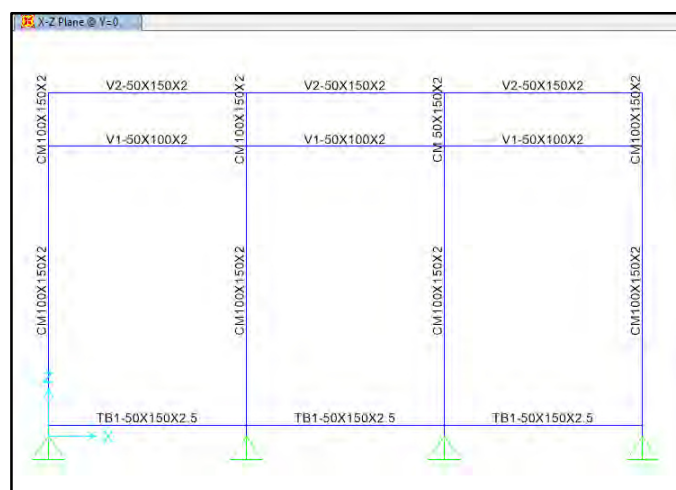 X-Z Plane @ Y=0
V2-50X150X2 V2-50X150X2 V2-50X150X2
CM100X150X2 CM100X150X2 CM 50X150X2 CM100X150X2
V1-50X100X2 V1-50X100X2 V1-50X100X2
CM100X150X2 CM100X150X2 CM100X150X2 CM100X150X2
Z
TB1-50X150X2.5 TB1-50X150X2.5 TB1-50X150X2.5
X